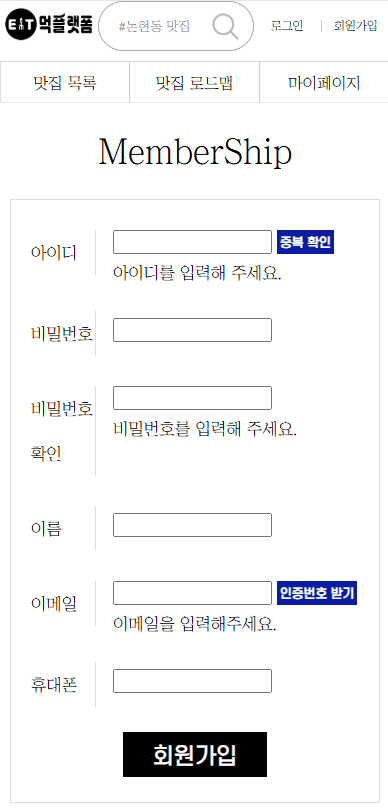 EAT 먹플랫폼 #논현동 맛집 로그인 회원가입
맛집 목록 맛집 로드맵 마이페이지
MemberShip
아이디 중복 확인
아이디를 입력해 주세요.
비밀번호
비밀번호
확인
비밀번호를 입력해 주세요.
이름
이메일 인증번호 받기
이메일을 입력해주세요.
휴대폰
회원가입